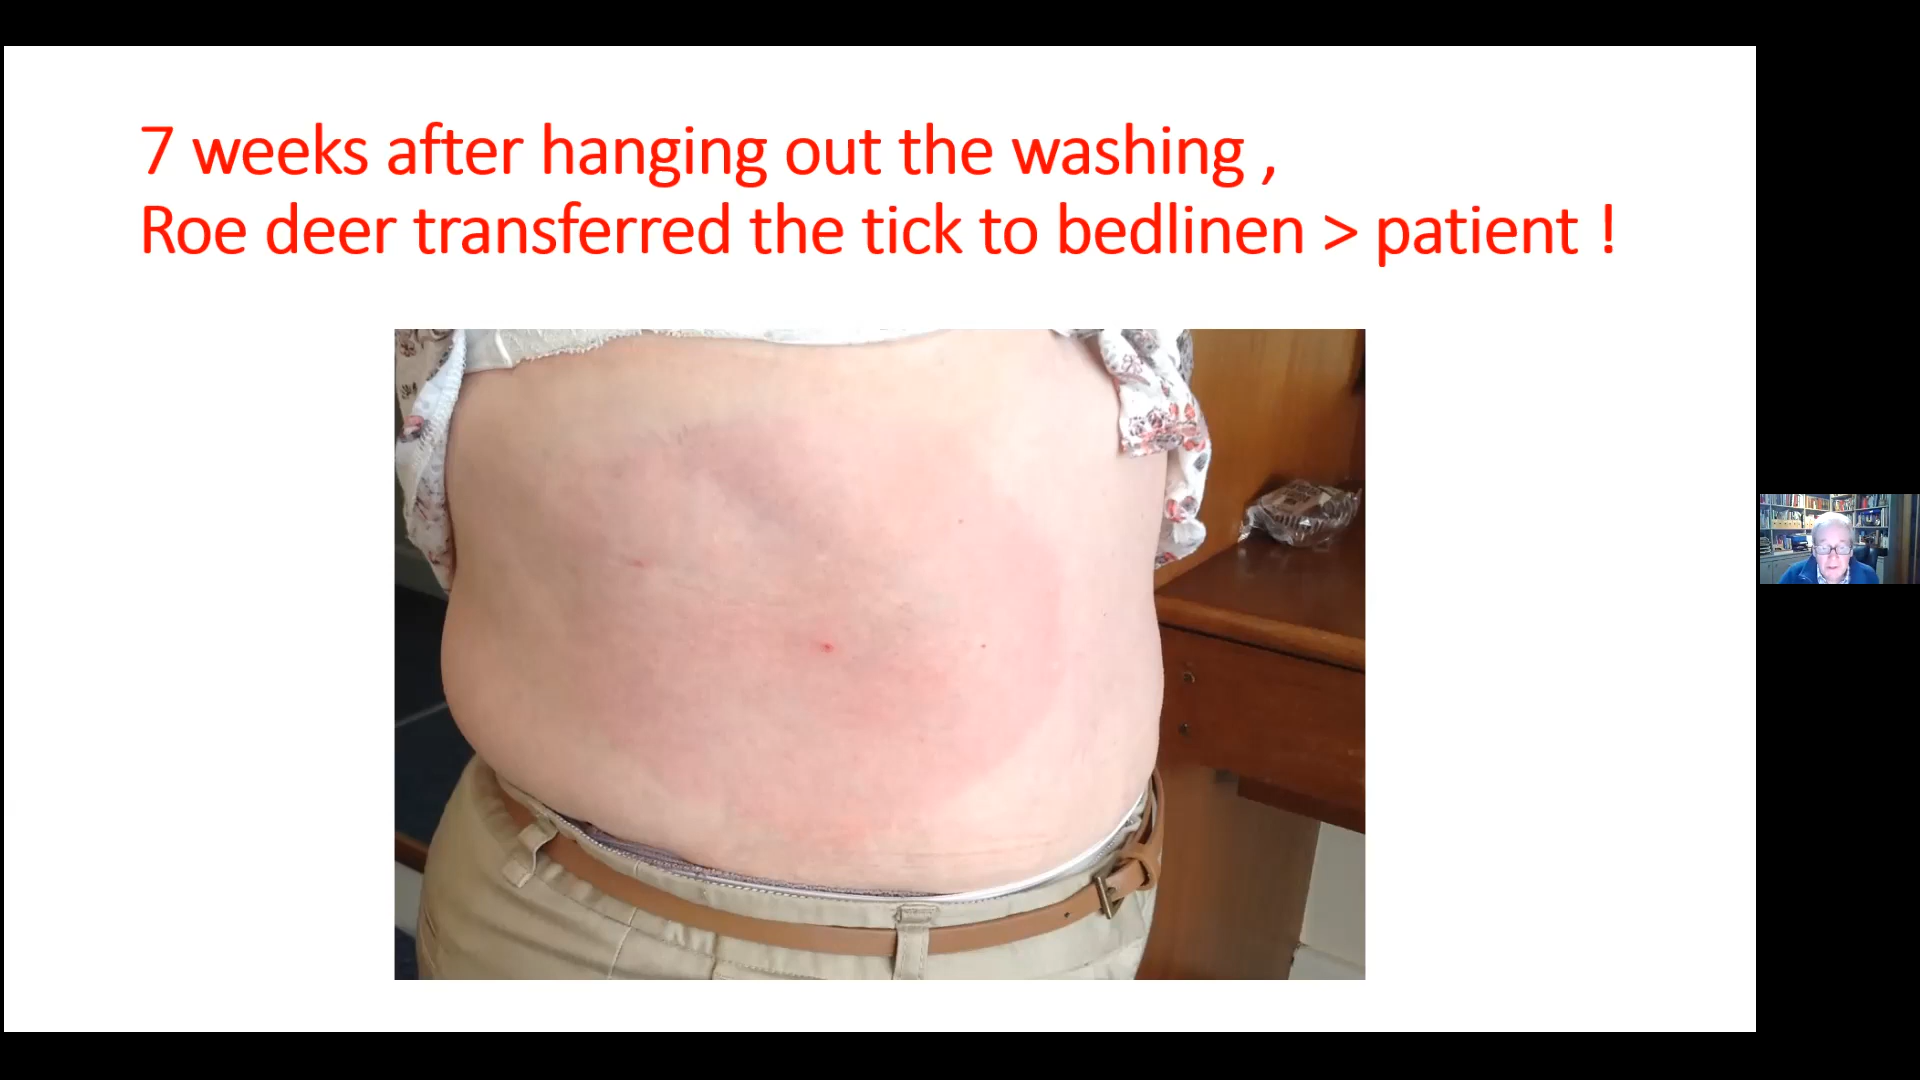 7 weeks after hanging out the washing ,
Roe deer transferred the tick to bedlinen > patient !